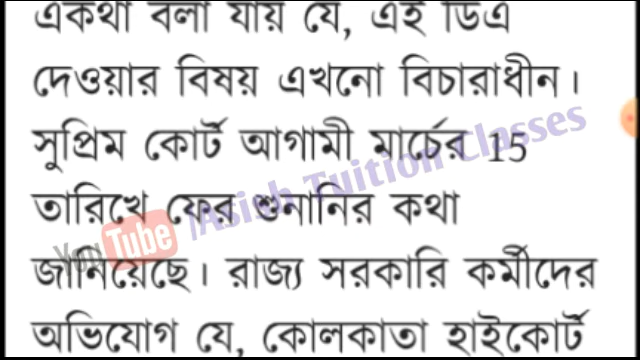 একথা বলা যায় যে, এই ডিএ
দেওয়ার বিষয় এখনো বিচারাধীন।
সুপ্রিম কোর্ট আগামী মার্চের 15
তারিখে ফের শুনানির কথা
জানিয়েছে। রাজ্য সরকারি কর্মীদের
অভিযোগ যে, কোলকাতা হাইকোর্ট
YouTube /Asish Tuition Classes